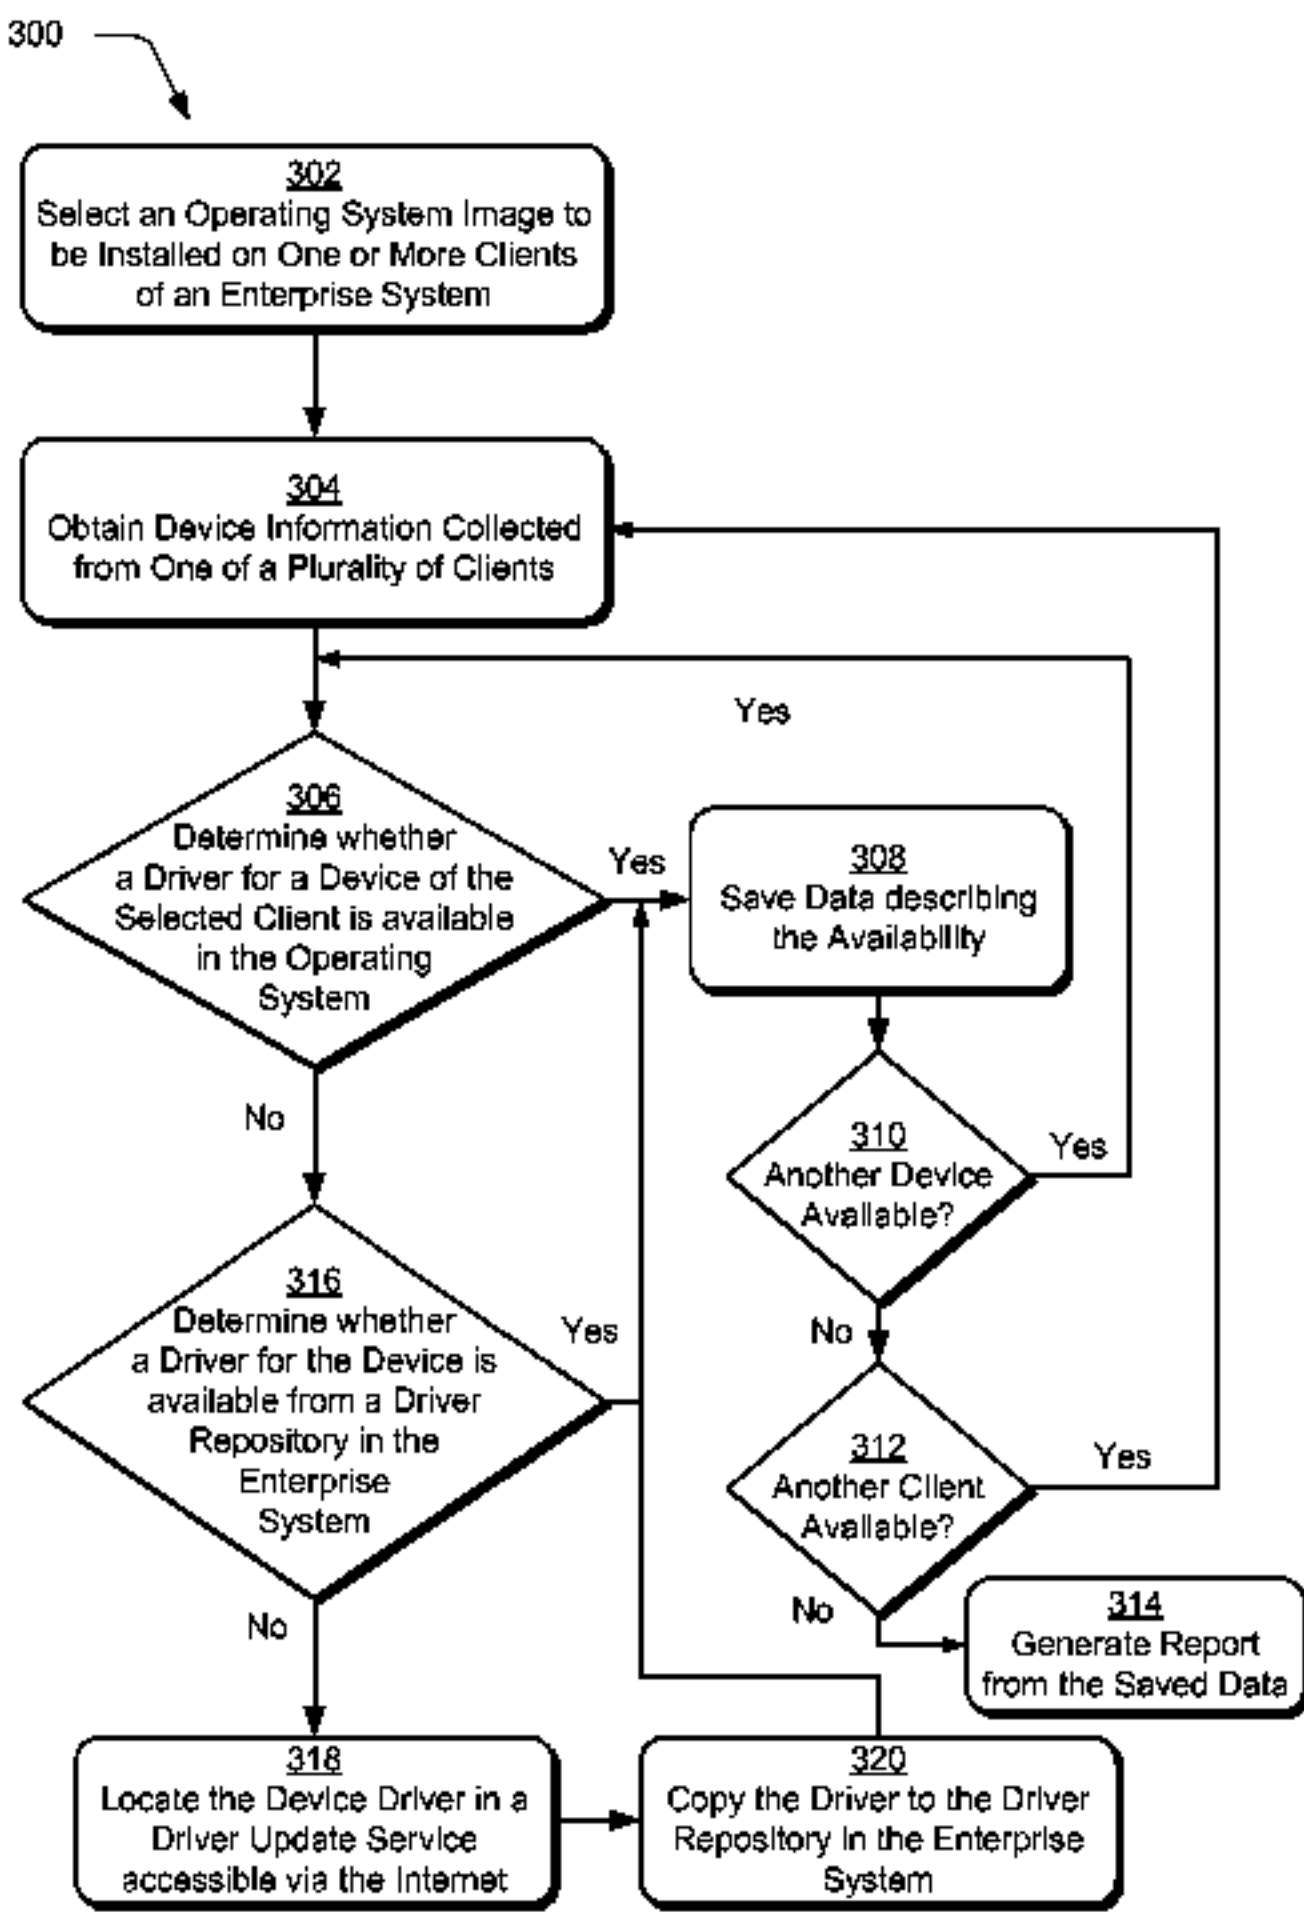 300
302
Select an Operating System Image to
be Installed on One or More Clients
of an Enterprise System
304
Obtain Device Information Collected
from One of a Plurality of Clients
Yes
306
Determine whether
a Driver for a Device of the
Selected Client is available
in the Operating
System
Yes
308
Save Data describing
the Availability
No
310
Another Device
Available?
Yes
316
Determine whether
a Driver for the Device is
available from a Driver
Repository in the
Enterprise
System
Yes
No
312
Another Client
Available?
Yes
No
314
Generate Report
from the Saved Data
No
318
Locate the Device Driver in a
Driver Update Service
accessible via the Internet
320
Copy the Driver to the Driver
Repository in the Enterprise
System